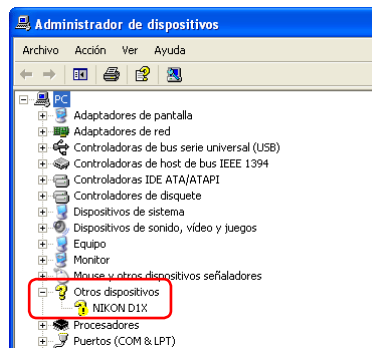 Administrador de dispositivos
Archivo Acción Ver Ayuda
PC
Adaptadores de pantalla
Adaptadores de red
Controladoras de bus serie universal (USB)
Controladoras de host de bus IEEE 1394
Controladoras IDE ATA/ATAPI
Controladores de disquete
Dispositivos de sistema
Dispositivos de sonido, vídeo y juegos
Equipo
Monitor
Mouse y otros dispositivos señaladores
Otros dispositivos
NIKON D1X
Procesadores
Puertos (COM & LPT)